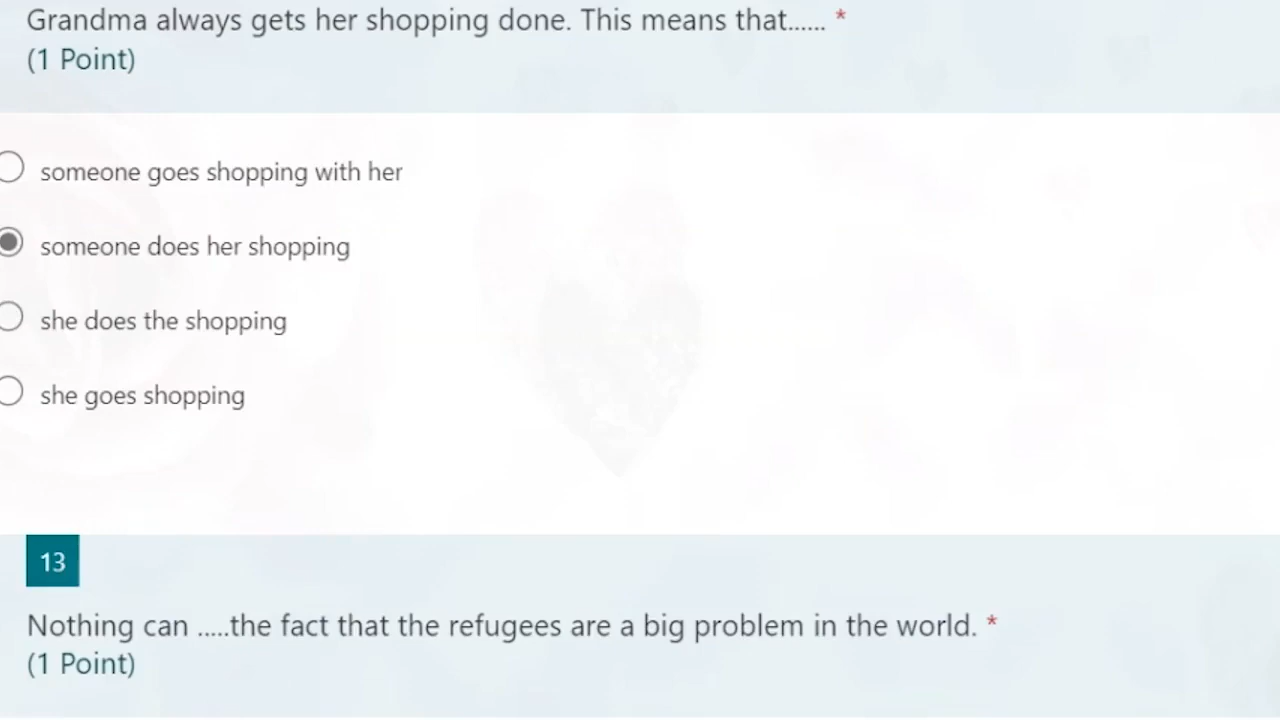 Grandma always gets her shopping done. This means that...... *
(1 Point)
someone goes shopping with her
someone does her shopping
she does the shopping
she goes shopping
13
Nothing can .....the fact that the refugees are a big problem in the world. *
(1 Point)